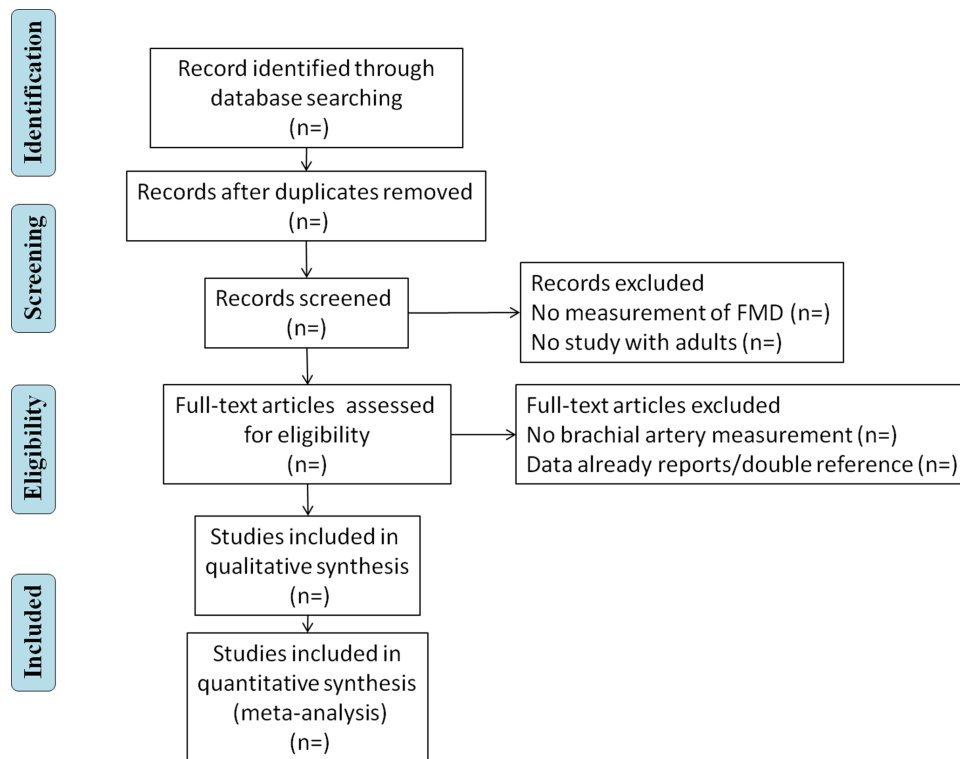 Identification
Record identified through
database searching
(n=)
Records after duplicates removed
(n=)
Screening
Records screened
(n=)
Records excluded
No measurement of FMD (n=)
No study with adults (n=)
Eligibility
Full-text articles assessed
for eligibility
(n=)
Full-text articles excluded
No brachial artery measurement (n=)
Data already reports/double reference (n=)
Studies included in
qualitative synthesis
(n=)
Included
Studies included in
quantitative synthesis
(meta-analysis)
(n=)